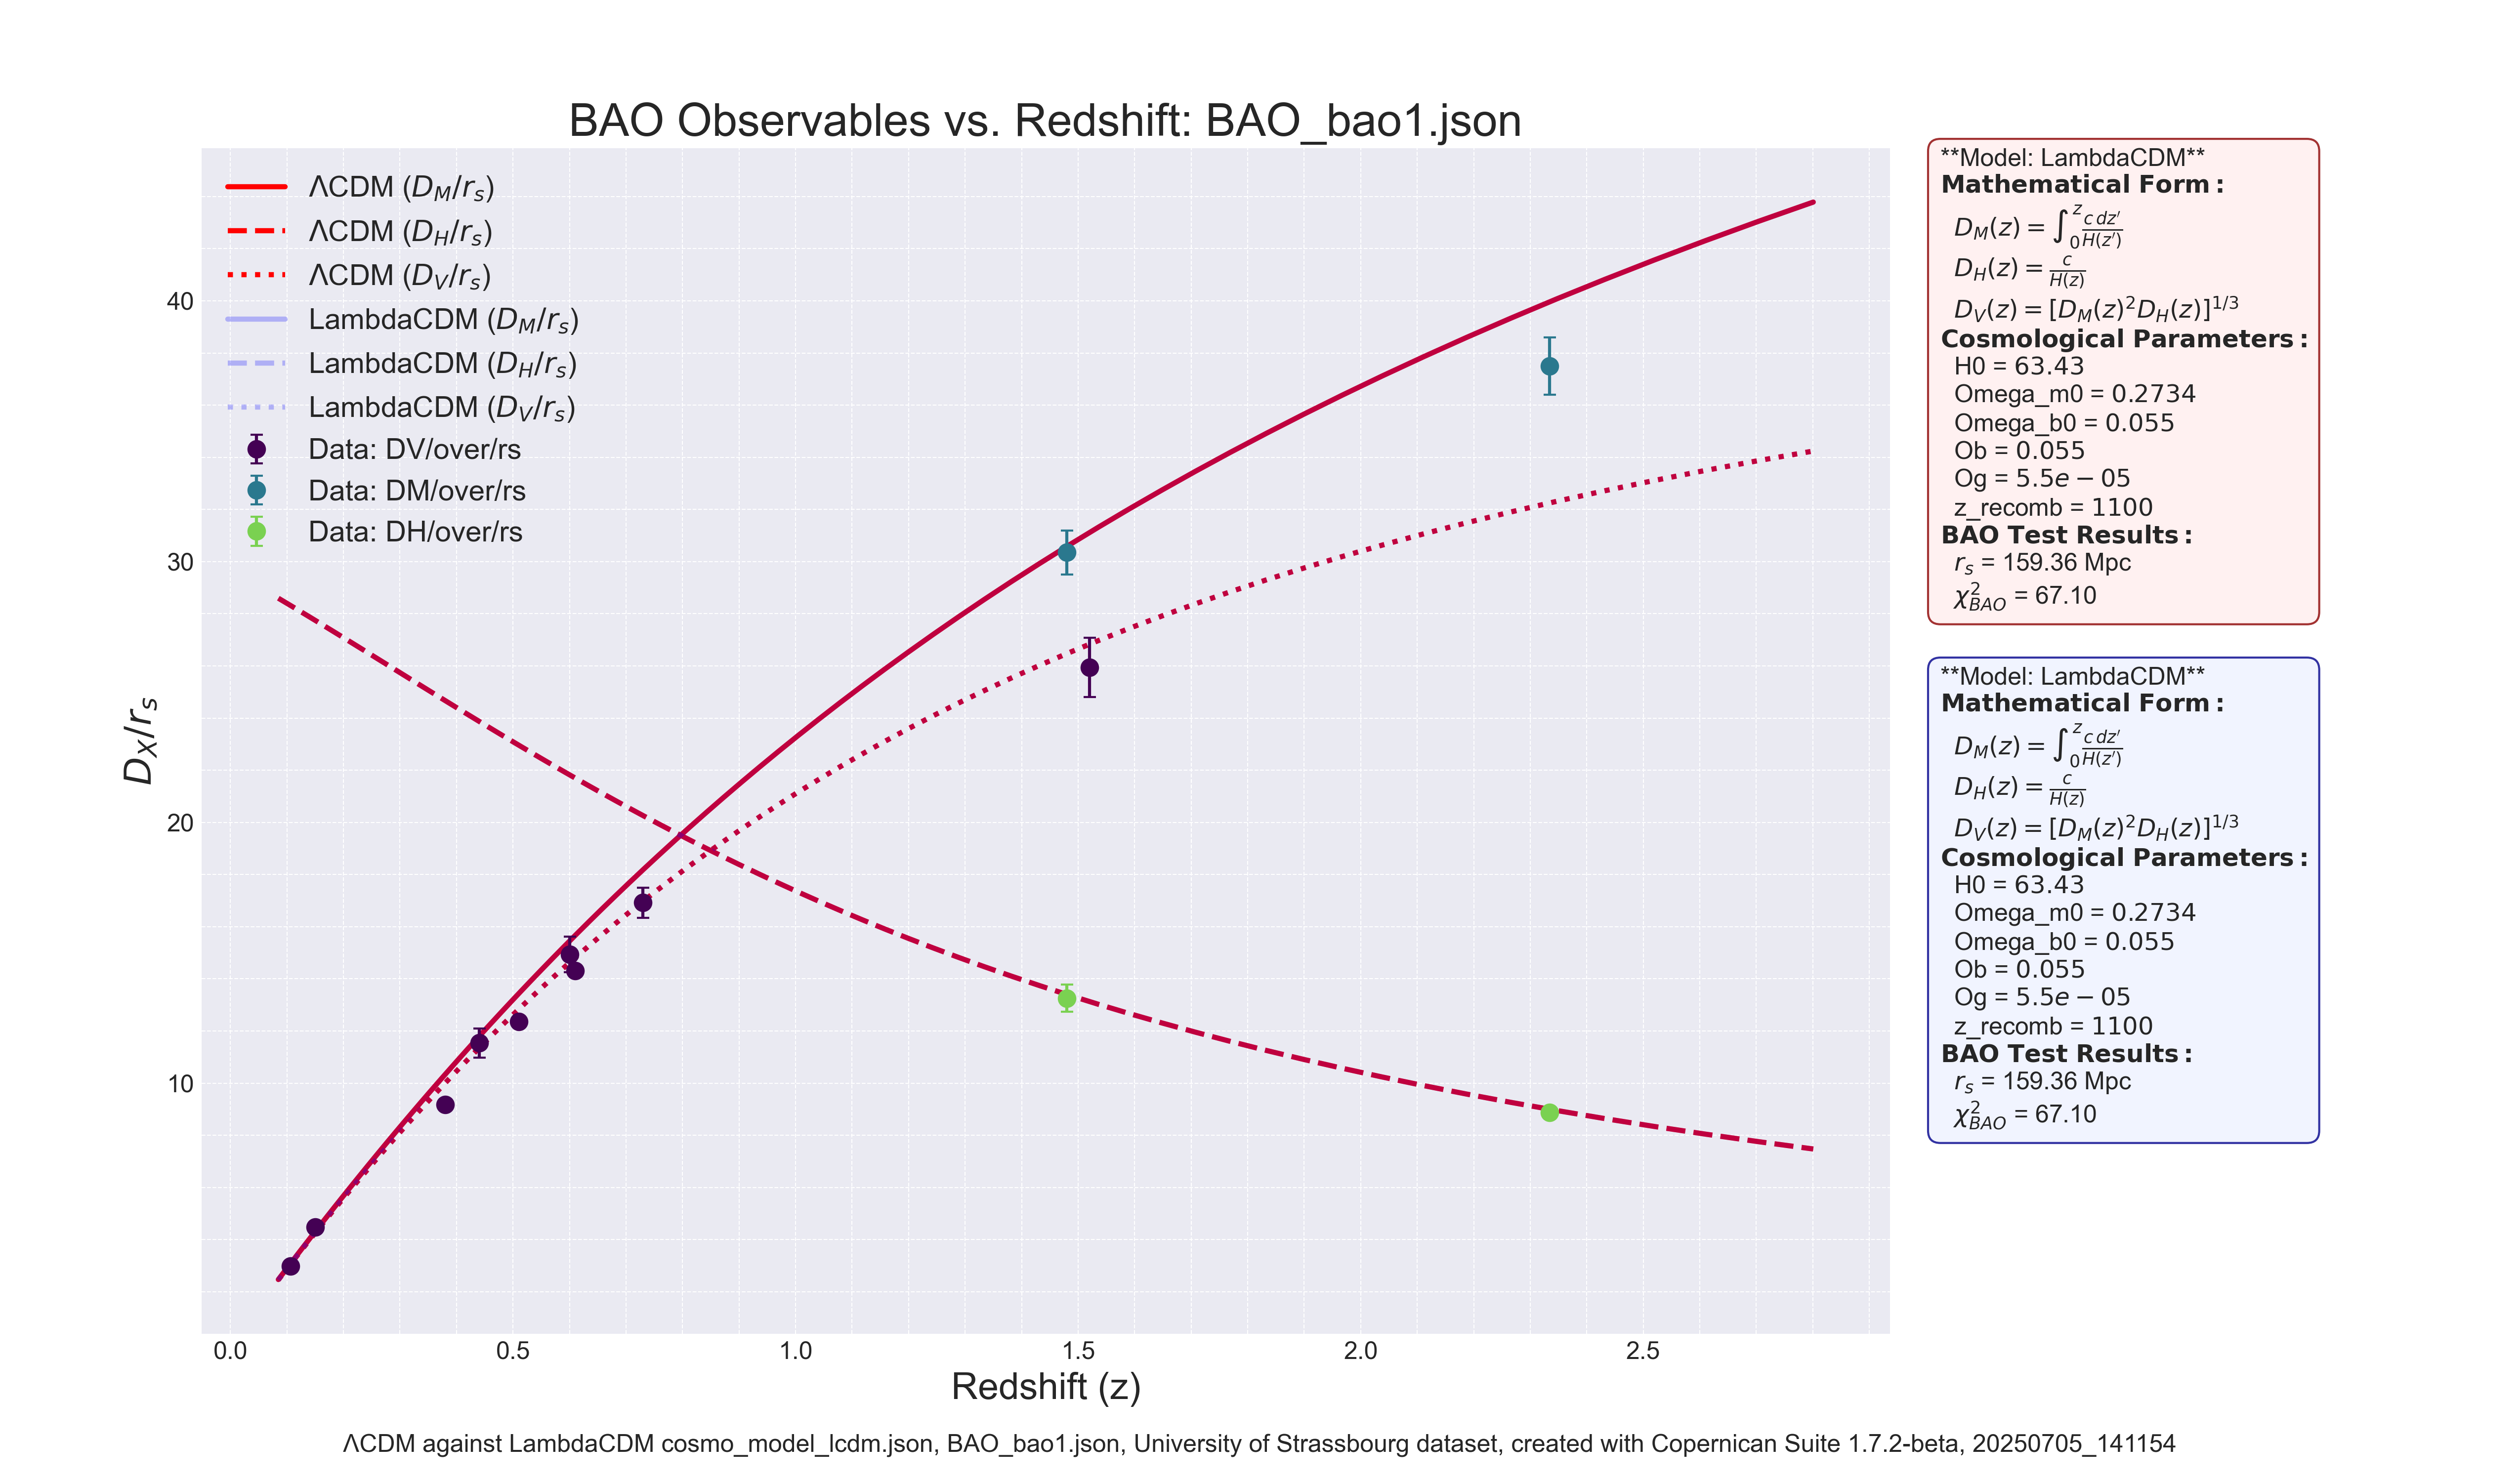 BAO Observables vs. Redshift: BAO_bao1.json
ΛCDM (D_M/r_s)
ΛCDM (D_H/r_s)
ΛCDM (D_V/r_s)
LambdaCDM (D_M/r_s)
LambdaCDM (D_H/r_s)
LambdaCDM (D_V/r_s)
Data: DV/over/rs
Data: DM/over/rs
Data: DH/over/rs
D_X/r_s
40
30
20
10
0.0 0.5 1.0 1.5 2.0 2.5
Redshift (z)
**Model: LambdaCDM**
Mathematical Form:
D_M(z) = ∫_0^z c dz′/H(z′)
D_H(z) = c/H(z)
D_V(z) = [D_M(z)²D_H(z)]^{1/3}
Cosmological Parameters:
H0 = 63.43
Omega_m0 = 0.2734
Omega_b0 = 0.055
Ob = 0.055
Og = 5.5e − 05
z_recomb = 1100
BAO Test Results:
r_s = 159.36 Mpc
χ²_BAO = 67.10
**Model: LambdaCDM**
Mathematical Form:
D_M(z) = ∫_0^z c dz′/H(z′)
D_H(z) = c/H(z)
D_V(z) = [D_M(z)²D_H(z)]^{1/3}
Cosmological Parameters:
H0 = 63.43
Omega_m0 = 0.2734
Omega_b0 = 0.055
Ob = 0.055
Og = 5.5e − 05
z_recomb = 1100
BAO Test Results:
r_s = 159.36 Mpc
χ²_BAO = 67.10
ΛCDM against LambdaCDM cosmo_model_lcdm.json, BAO_bao1.json, University of Strassbourg dataset, created with Copernican Suite 1.7.2-beta, 20250705_141154